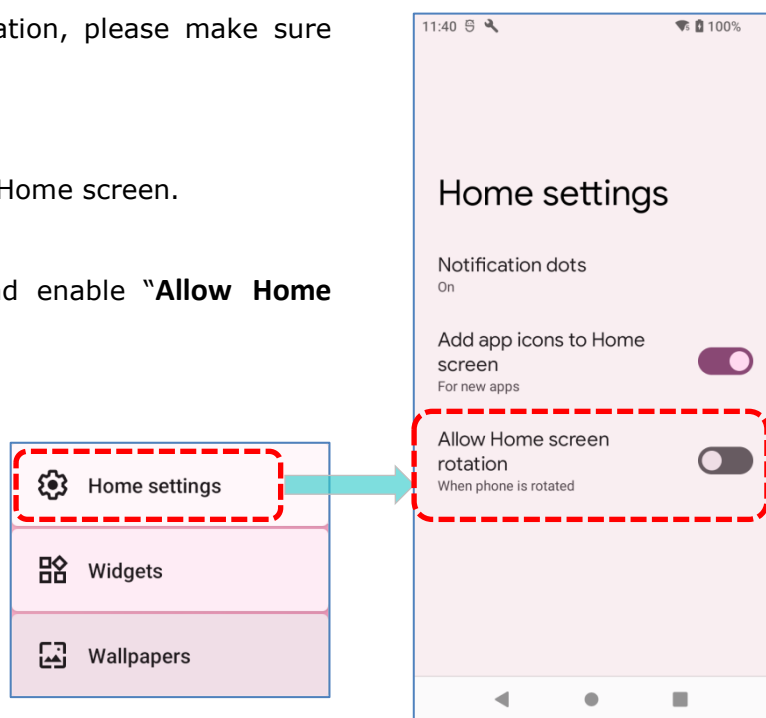 ation, please make sure
Home screen.
d enable “Allow Home
Home settings
Widgets
Wallpapers
11:40
100%
Home settings
Notification dots
On
Add app icons to Home
screen
For new apps
Allow Home screen
rotation
When phone is rotated